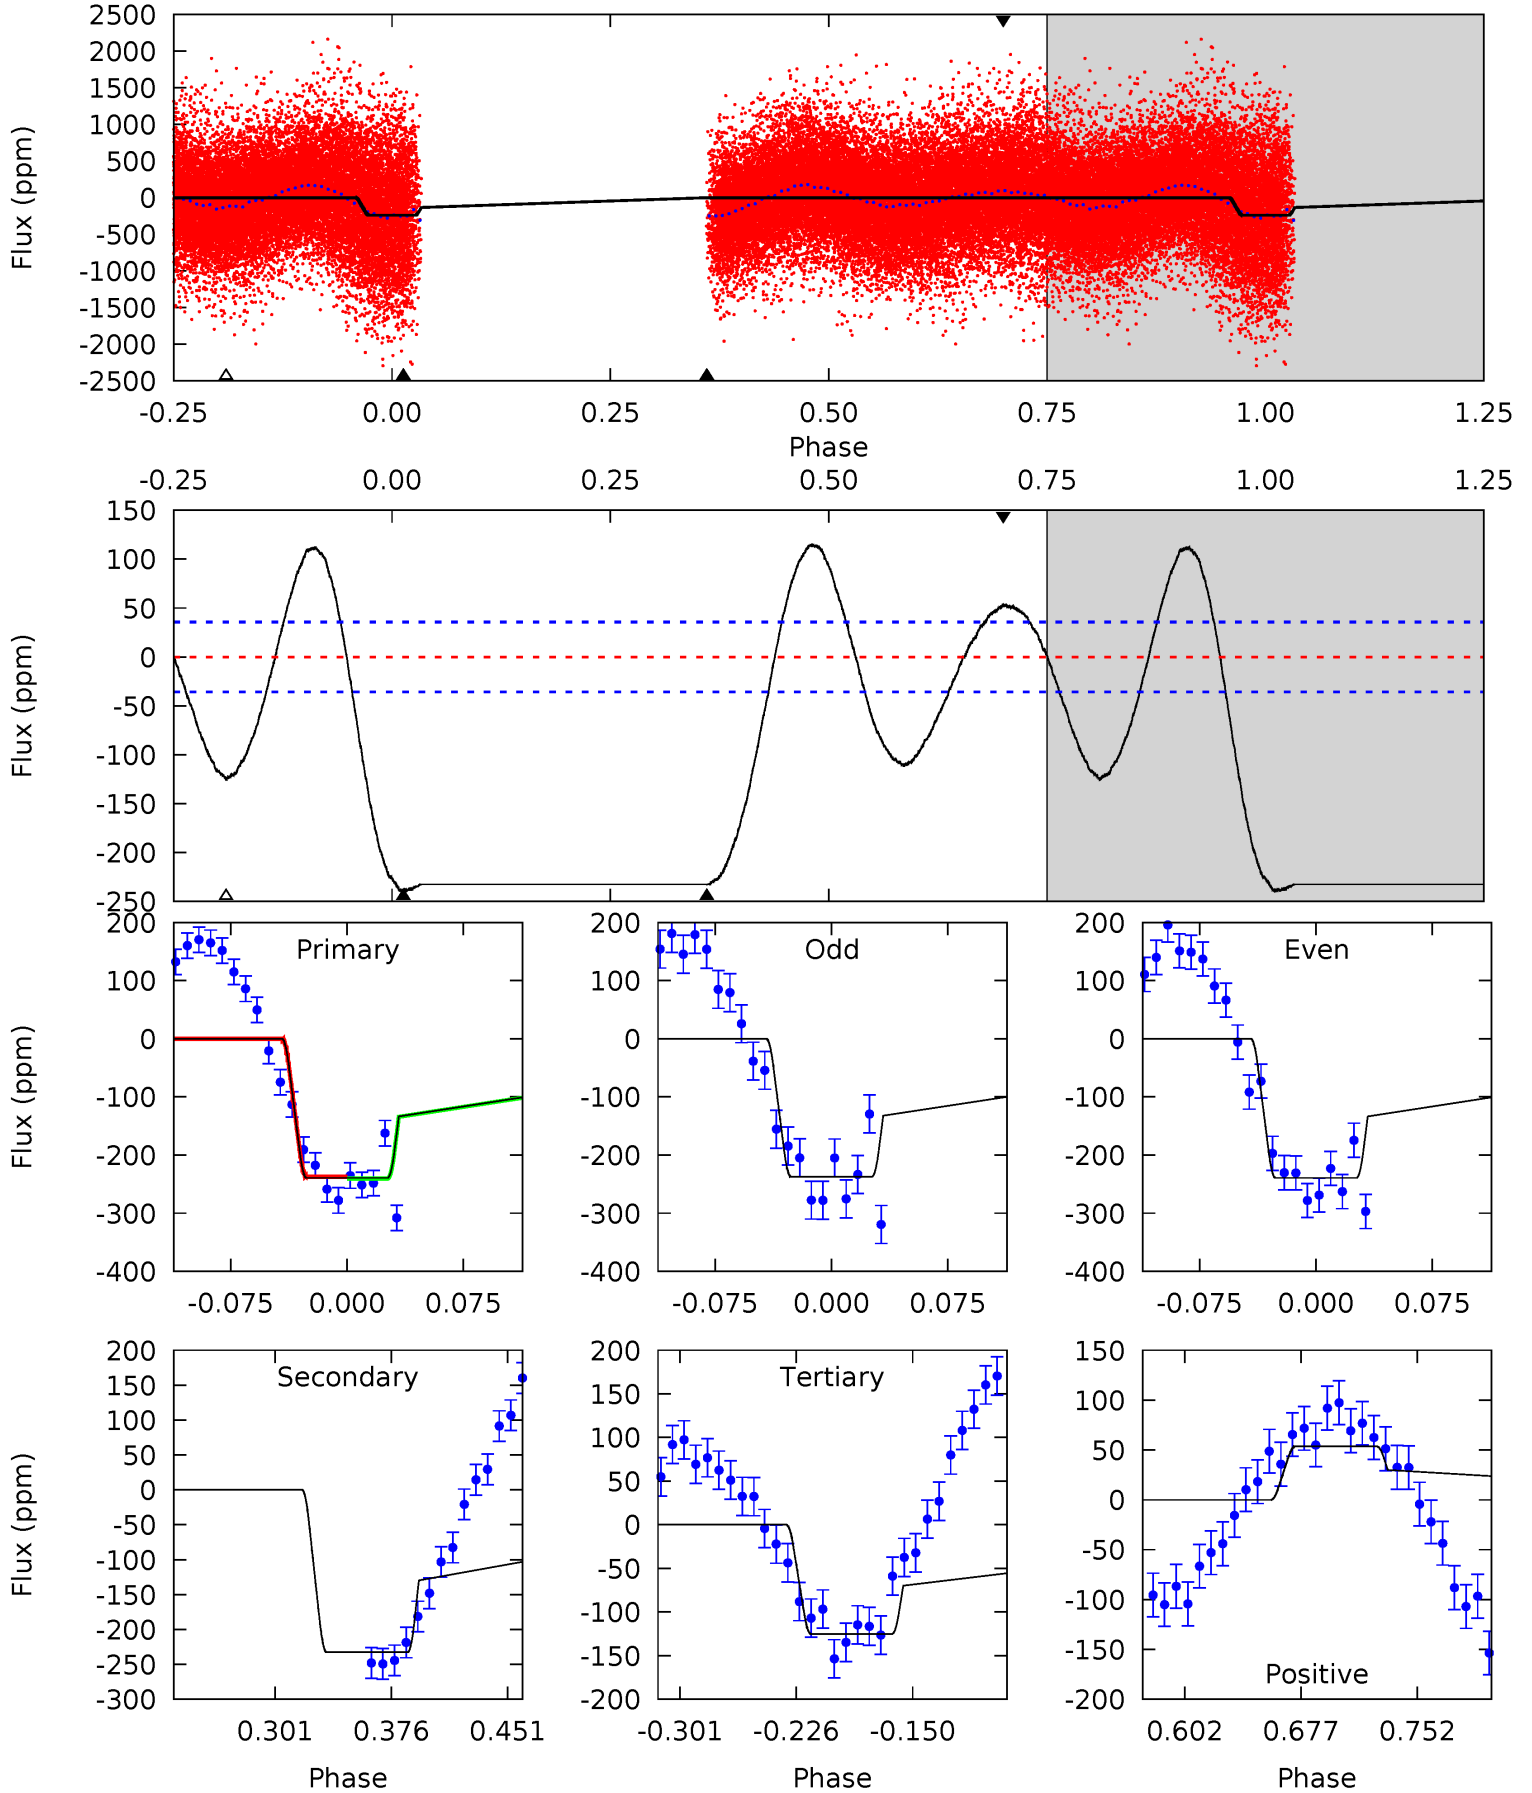 2500
2000
1500
1000
500
0
-500
-1000
-1500
-2000
-2500
Flux (ppm)
-0.25 0.00 0.25 0.50 0.75 1.00 1.25
Phase
-0.25 0.00 0.25 0.50 0.75 1.00 1.25
150
100
50
0
-50
-100
-150
-200
-250
Flux (ppm)
Primary Odd Even
200 200 200
100 100 100
0 0 0
-100 -100 -100
-200 -200 -200
-300 -300 -300
-400 -400 -400
Flux (ppm)
-0.075 0.000 0.075 -0.075 0.000 0.075 -0.075 0.000 0.075
Secondary Tertiary Positive
200 200 150
150 150 100
100 100 50
50 50 0
0 0 -50
-50 -50 -100
-100 -100 -150
-150 -150 -200
-200 -200
-250
-300
Flux (ppm)
0.301 0.376 0.451 -0.301 -0.226 -0.150 0.602 0.677 0.752
Phase Phase Phase